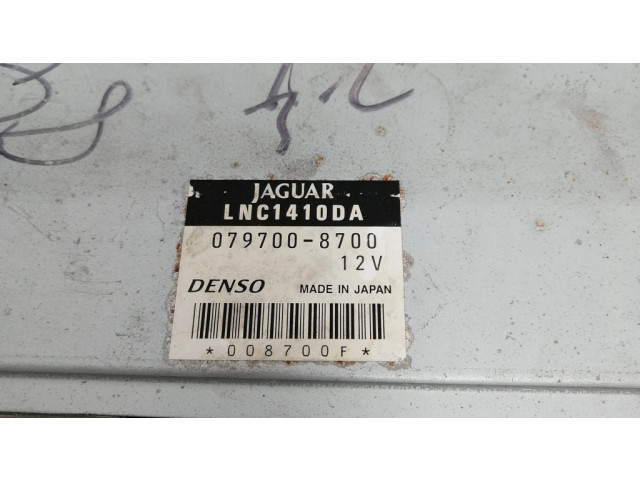 JAGUAR
LNC1410DA
079700-8700
12V
DENSO MADE IN JAPAN
*008700F*